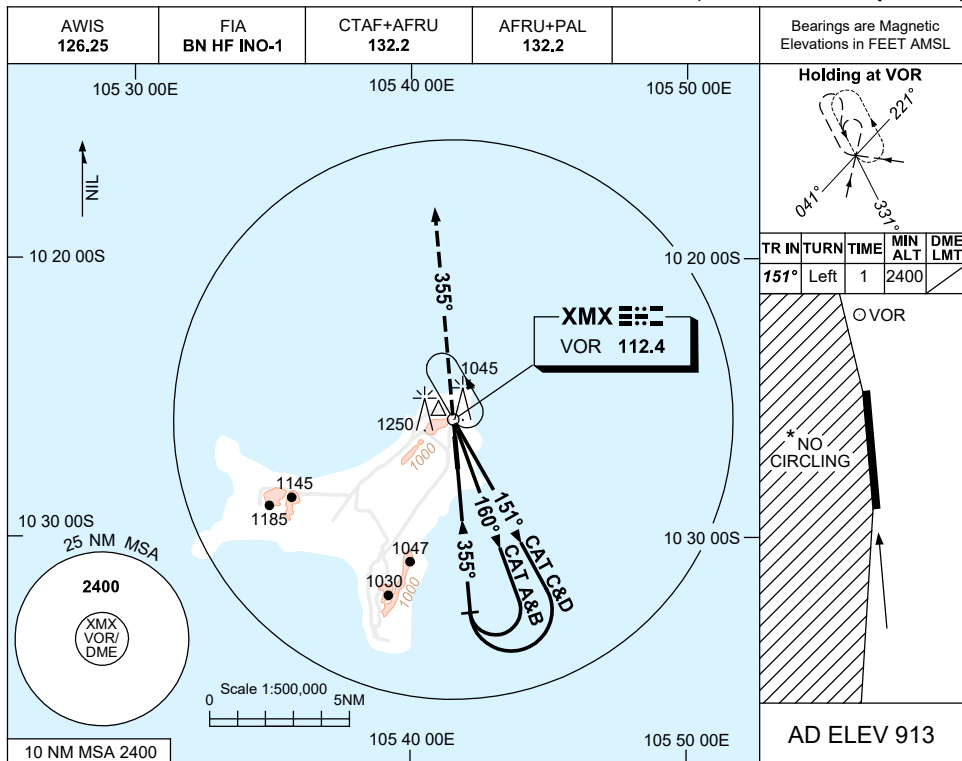 AWIS
126.25
FIA
BN HF INO-1
CTAF+AFRU
132.2
AFRU+PAL
132.2
Bearings are Magnetic
Elevations in FEET AMSL
105 30 00E
105 40 00E
105 50 00E
NIL
10 20 00S
10 20 00S
355°
XMX
VOR 112.4
1045
1250
1000
1145
1185
10 30 00S
10 30 00S
1047
1030
1000
355°
160° CAT A&B
151° CAT C&D
25 NM MSA
2400
XMX
VOR/
DME
Scale 1:500,000
0
5NM
10 NM MSA 2400
105 40 00E
105 50 00E
Holding at VOR
221°
041°
331°
TR IN TURN TIME MIN ALT DME LMT
151° Left 1 2400
VOR
* NO
CIRCLING
AD ELEV 913